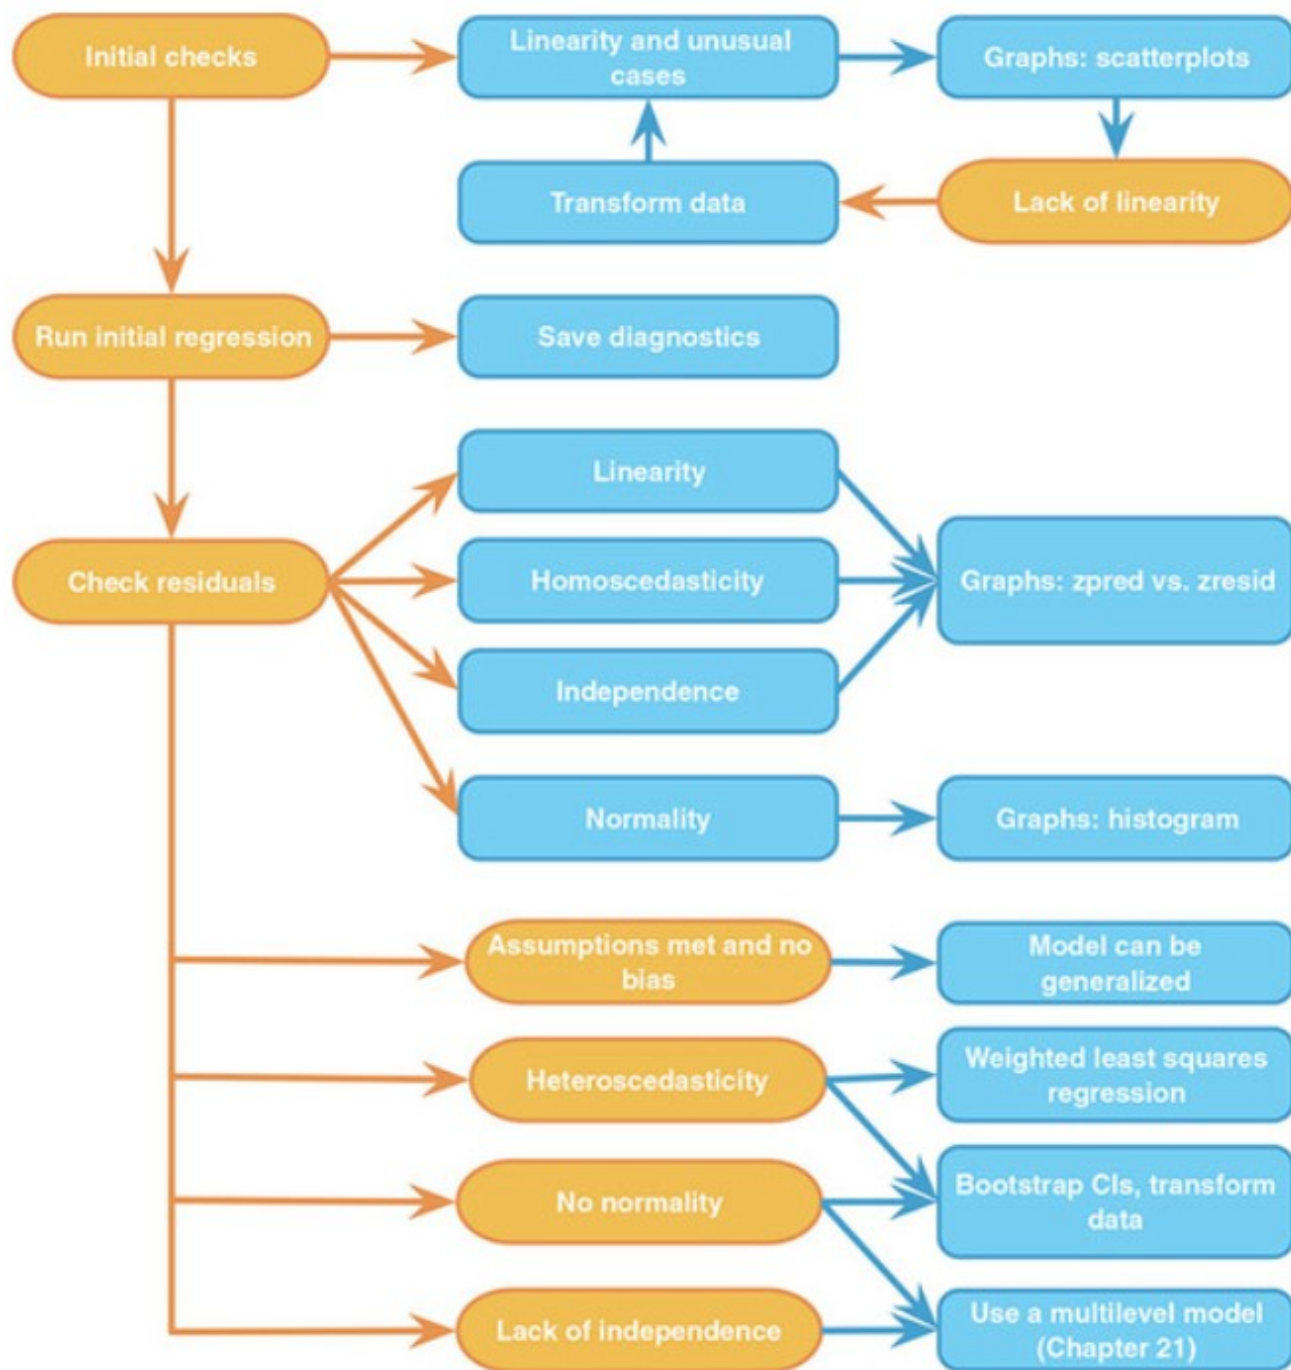 Initial checks
Linearity and unusual
cases
Graphs: scatterplots
Transform data
Lack of linearity
Run initial regression
Save diagnostics
Linearity
Check residuals
Homoscedasticity
Graphs: zpred vs. zresid
Independence
Normality
Graphs: histogram
Assumptions met and no
bias
Model can be
generalized
Heteroscedasticity
Weighted least squares
regression
No normality
Bootstrap CIs, transform
data
Lack of independence
Use a multilevel model
(Chapter 21)